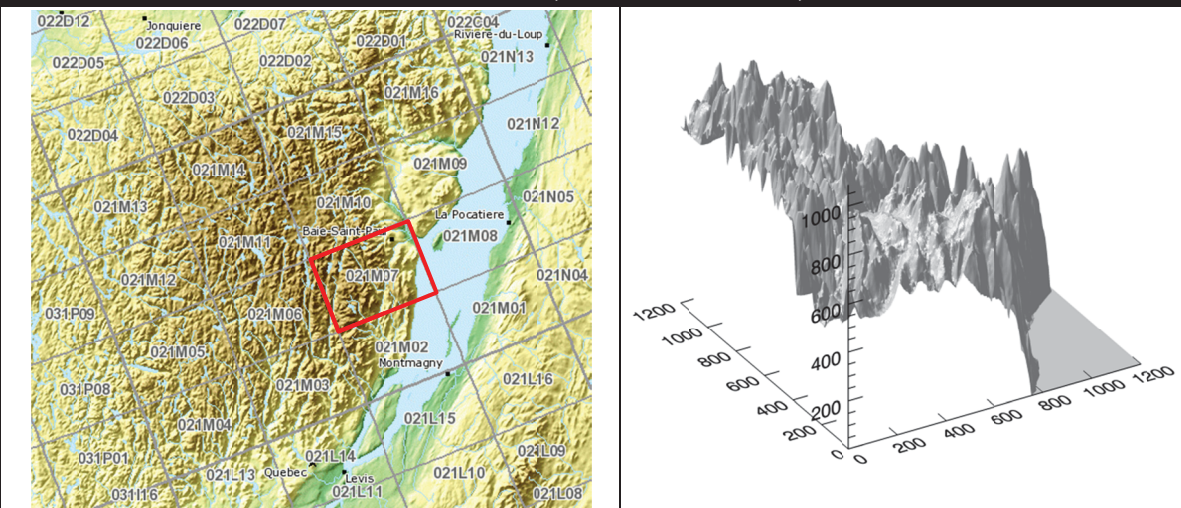 022D12
Jonquiere
022D07
022C04
022D06
022D01
Riviere-du-Loup
022D05
022D02
021N13
022D03
021M16
022D04
021M15
021N12
021M14
021M09
021M13
021M10
021N05
La Pocatiere
Baie-Saint-Paul
021M11
021M08
021M12
021M07
021N04
031P09
021M06
021M01
021M05
021M02
Montmagny
031P08
021M03
021L16
021M04
021L15
031P01
021L13
Quebec
021L14
Levis
021L10
021L09
031I16
021L11
021L08
1000
800
600
400
200
0
1200
1000
800
600
400
200
0
200
400
600
800
1000
1200